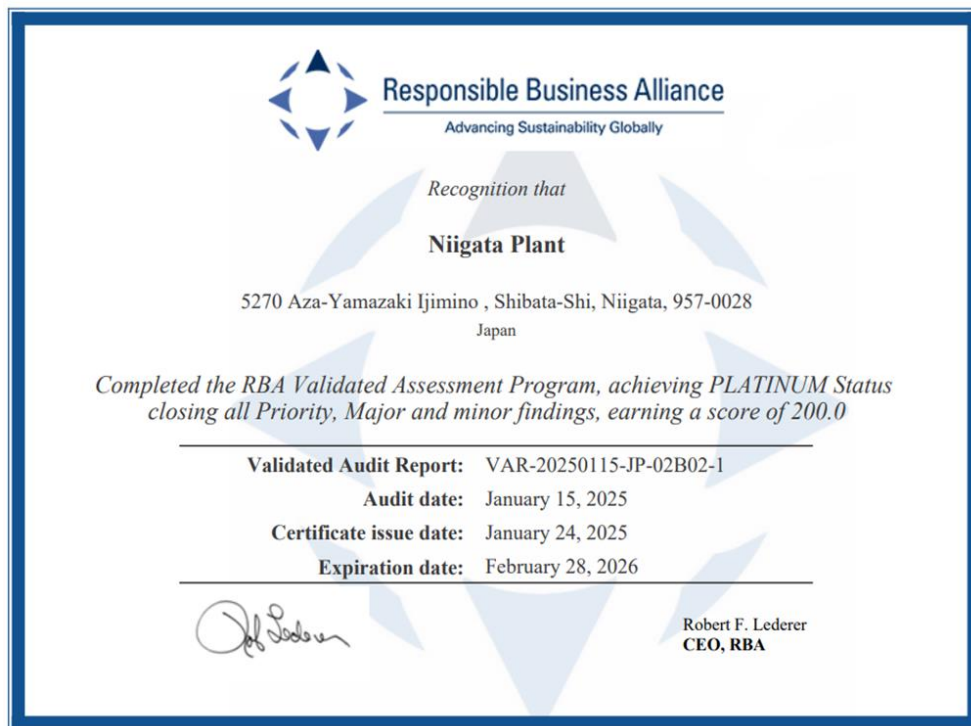 Responsible Business Alliance
Advancing Sustainability Globally
Recognition that
Niigata Plant
5270 Aza-Yamazaki Ijimino , Shibata-Shi, Niigata, 957-0028
Japan
Completed the RBA Validated Assessment Program, achieving PLATINUM Status
closing all Priority, Major and minor findings, earning a score of 200.0
Validated Audit Report: VAR-20250115-JP-02B02-1
Audit date: January 15, 2025
Certificate issue date: January 24, 2025
Expiration date: February 28, 2026
Rob Lederer
Robert F. Lederer
CEO, RBA